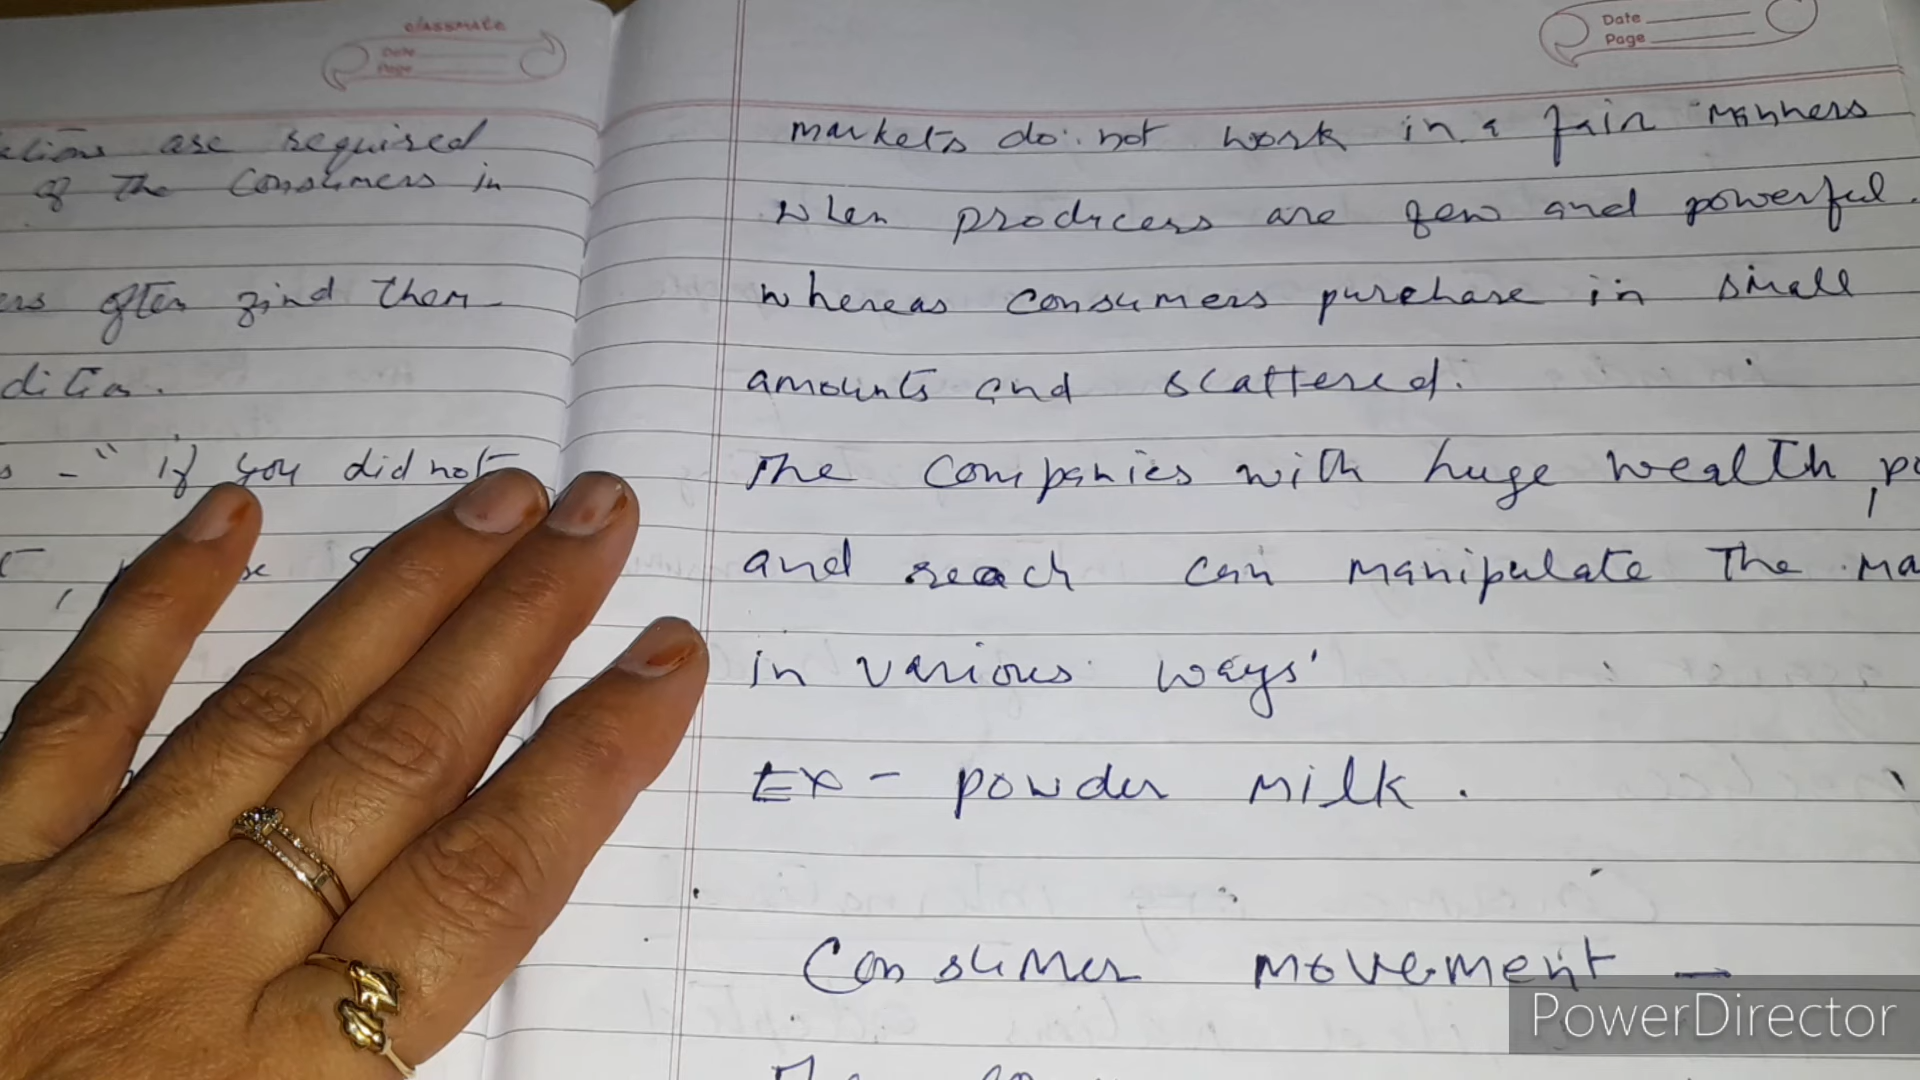 classmate
Date
Page
are required
of the Consumers in
often find them-
if you did not
Date
Page
markets do not work in a fair manners
when producers are few and powerful.
whereas consumers purchase in small
amounts and scattered.
The companies with huge wealth,
and reach can manipulate the
in various ways'
Ex - powder milk.
Consumer movement -
PowerDirector